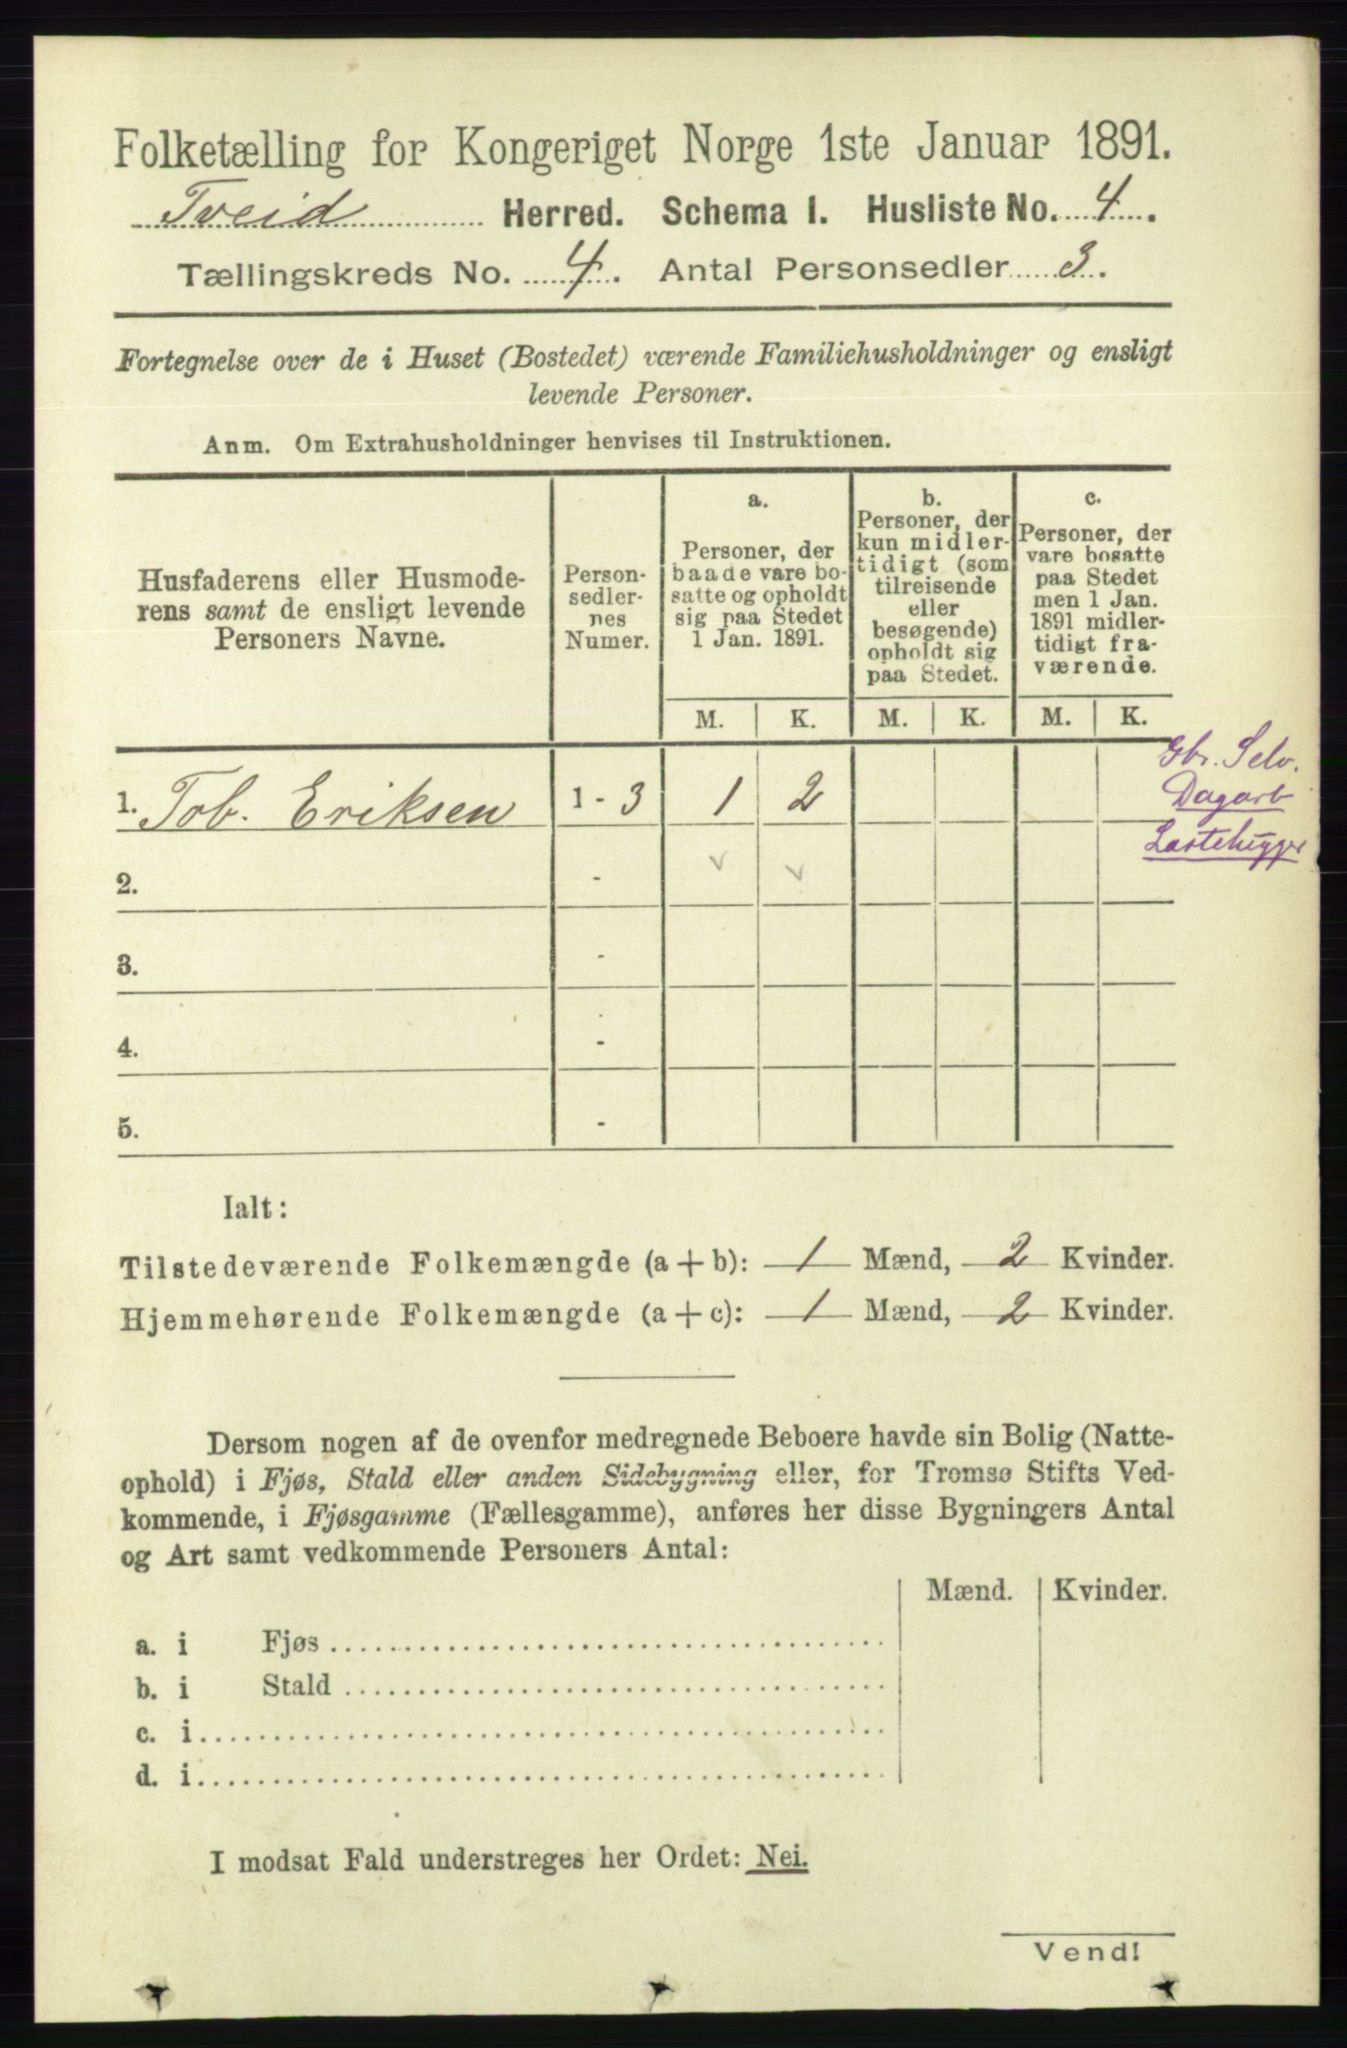 Folketælling for Kongeriget Norge 1ste Januar 1891.
Tveid Herred. Schema I. Husliste No. 4.
Tællingskreds No. 4. Antal Personsedler 3.
Fortegnelse over de i Huset (Bostedet) værende Familiehusholdninger og ensligt
levende Personer.
Anm. Om Extrahusholdninger henvises til Instruktionen.
Husfaderens eller Husmode-
rens samt de ensligt levende
Personers Navne.
Person-
sedler-
nes
Numer.
a.
Personer, der
baade vare bo-
satte og opholdt
sig paa Stedet
1 Jan. 1891.
b.
Personer, der
kun midler-
tidigt (som
tilreisende
eller
besøgende)
opholdt sig
paa Stedet.
c.
Personer, der
vare bosatte
paa Stedet
men 1 Jan.
1891 midler-
tidigt fra-
værende.
M. K. M. K. M. K.
1. Tob. Eriksen 1 - 3 1 2
Gbr. Selv.
Dagarb
Lastehugger
2. -
3. -
4. -
5. -
Ialt:
Tilstedeværende Folkemængde (a + b): 1 Mænd, 2 Kvinder.
Hjemmehørende Folkemængde (a + c): 1 Mænd, 2 Kvinder.
Dersom nogen af de ovenfor medregnede Beboere havde sin Bolig (Natte-
ophold) i Fjøs, Stald eller anden Sidebygning eller, for Tromsø Stifts Ved-
kommende, i Fjøsgamme (Fællesgamme), anføres her disse Bygningers Antal
og Art samt vedkommende Personers Antal:
Mænd. Kvinder.
a. i Fjøs
b. i Stald
c. i
d. i
I modsat Fald understreges her Ordet: Nei.
Vend!